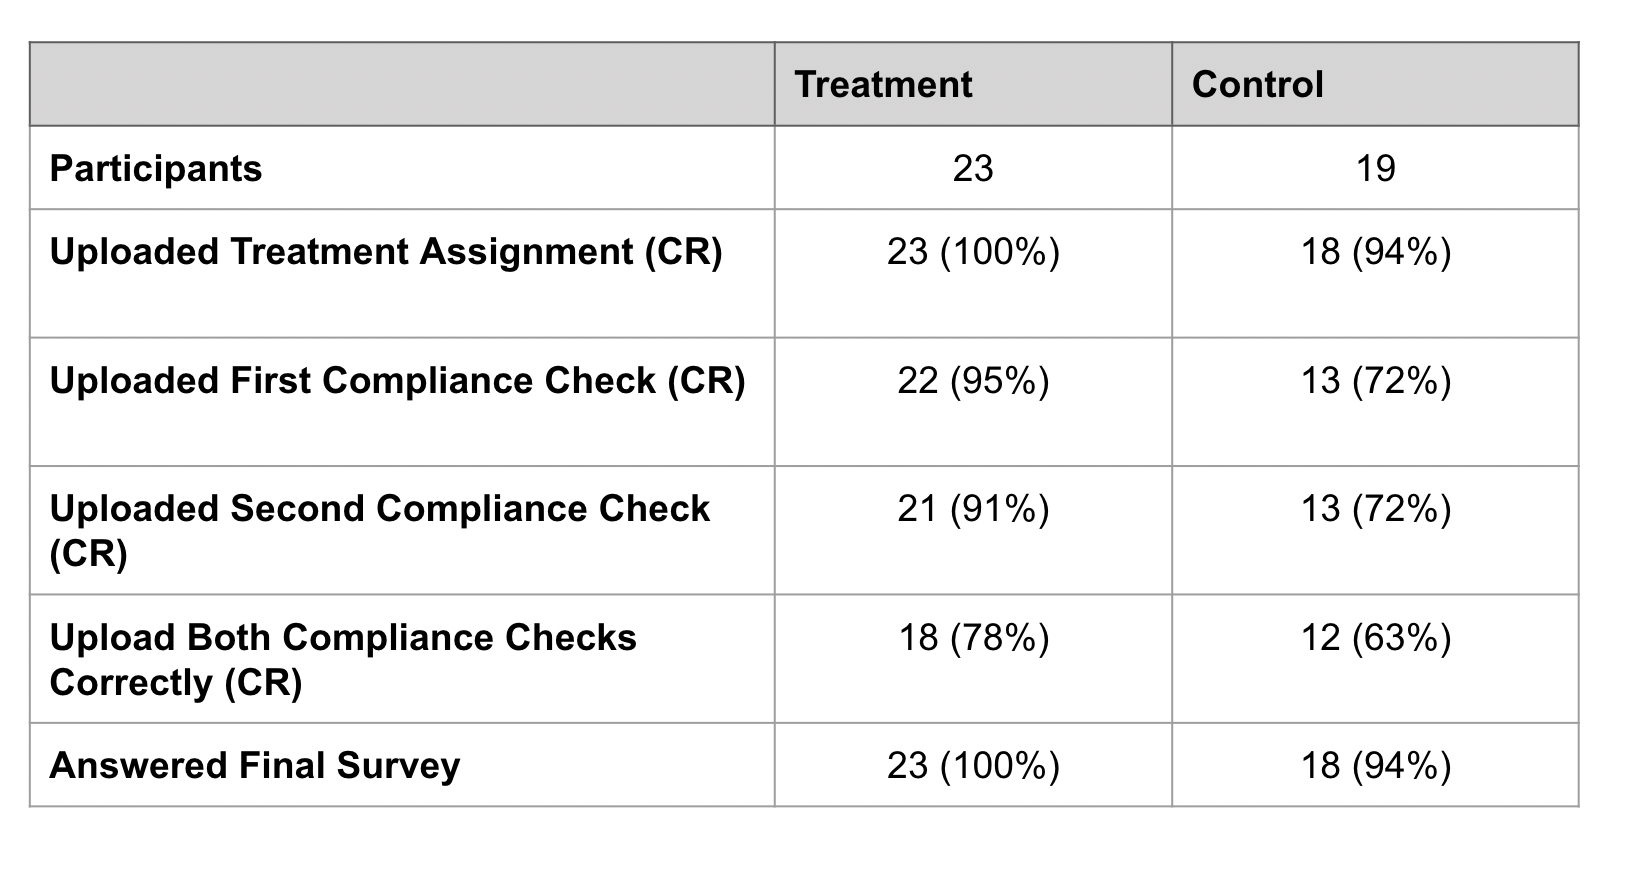 Treatment Control
Participants 23 19
Uploaded Treatment Assignment (CR) 23 (100%) 18 (94%)
Uploaded First Compliance Check (CR) 22 (95%) 13 (72%)
Uploaded Second Compliance Check 21 (91%) 13 (72%)
(CR)
Upload Both Compliance Checks 18 (78%) 12 (63%)
Correctly (CR)
Answered Final Survey 23 (100%) 18 (94%)